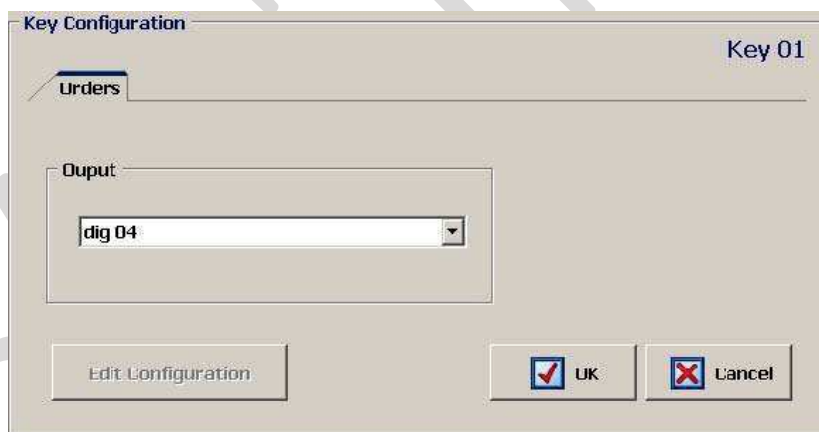 Key Configuration
Key 01
Orders
Ouput
dig 04
Edit Configuration
OK
Cancel